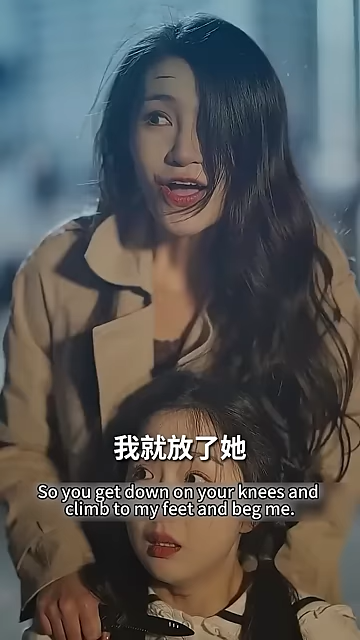 我就放了她
So you get down on your knees and
climb to my feet and beg me.